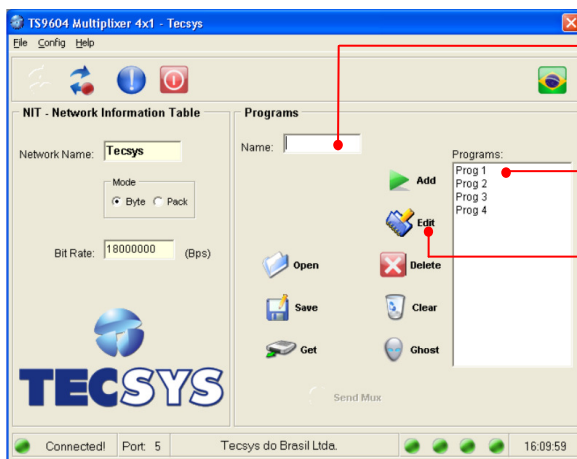 TS9604 Multiplixer 4x1 - Tecsys
File Config Help
NIT - Network Information Table
Network Name: Tecsys
Mode
Byte Pack
Bit Rate: 18000000 (Bps)
TECSYS
Programs
Name:
Programs:
Prog 1
Prog 2
Prog 3
Prog 4
Add
Edit
Open
Delete
Save
Clear
Get
Ghost
Send Mux
Connected! Port: 5 Tecsys do Brasil Ltda. 16:09:59